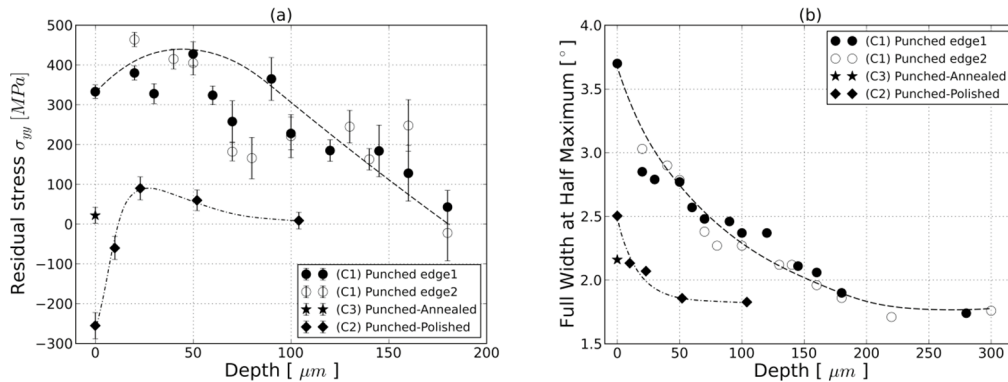 (a)
Residual stress σyy [MPa]
500
400
300
200
100
0
−100
−200
−300
0
50
100
150
200
Depth [ μm ]
(C1) Punched edge1
(C1) Punched edge2
(C3) Punched-Annealed
(C2) Punched-Polished
(b)
Full Width at Half Maximum [ ° ]
4.0
3.5
3.0
2.5
2.0
1.5
0
50
100
150
200
250
300
Depth [ μm ]
(C1) Punched edge1
(C1) Punched edge2
(C3) Punched-Annealed
(C2) Punched-Polished